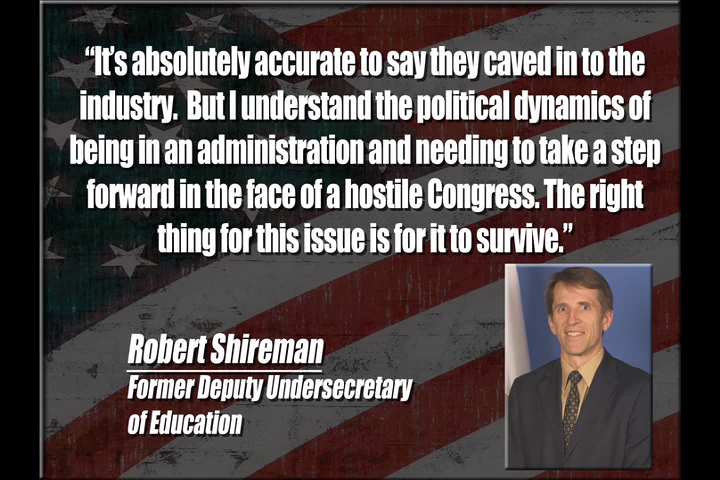 “It’s absolutely accurate to say they caved in to the
industry. But I understand the political dynamics of
being in an administration and needing to take a step
forward in the face of a hostile Congress. The right
thing for this issue is for it to survive.”
Robert Shireman
Former Deputy Undersecretary
of Education